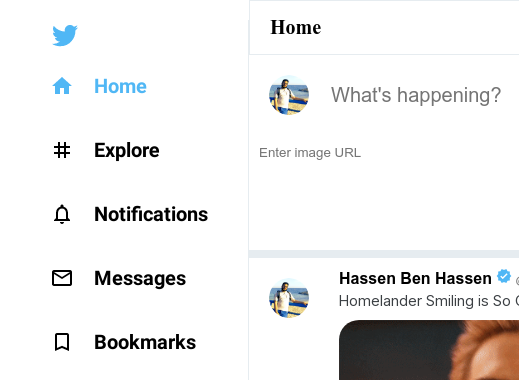 Home
Explore
Notifications
Messages
Bookmarks
Home
What's happening?
Enter image URL
Hassen Ben Hassen
Homelander Smiling is So